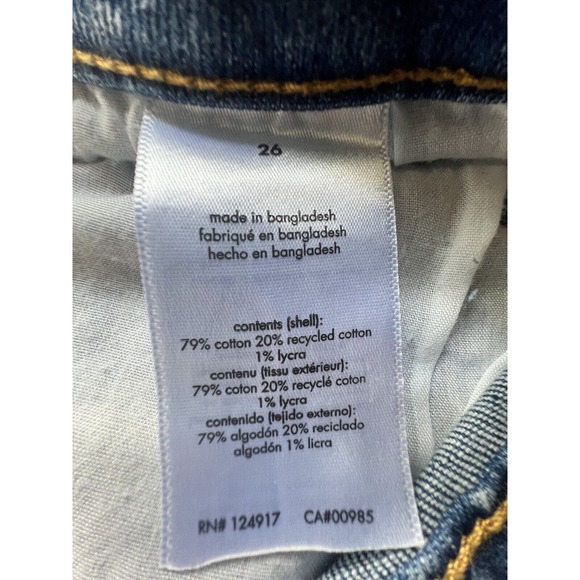 26
made in bangladesh
fabriqué en bangladesh
hecho en bangladesh
contents (shell):
79% cotton 20% recycled cotton
1% lycra
contenu (tissu extérieur):
79% coton 20% recyclé coton
1% lycra
contenido (tejido externo):
79% algodón 20% reciclado
algodón 1% licra
RN# 124917 CA#00985